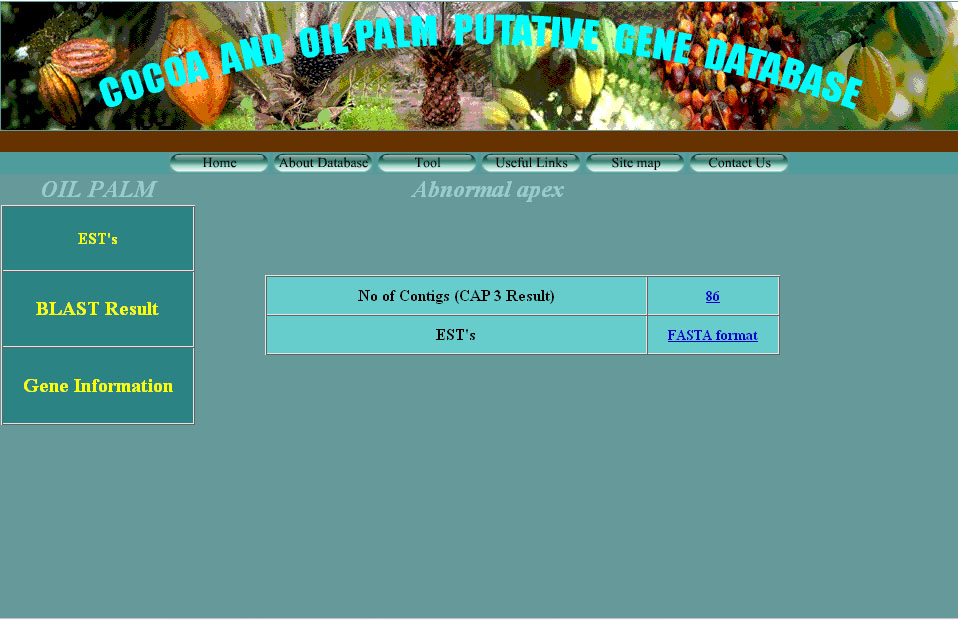 COCOA AND OIL PALM PUTATIVE GENE DATABASE
Home About Database Tool Useful Links Site map Contact Us
OIL PALM Abnormal apex
EST's
BLAST Result
Gene Information
No of Contigs (CAP 3 Result) 86
EST's FASTA format